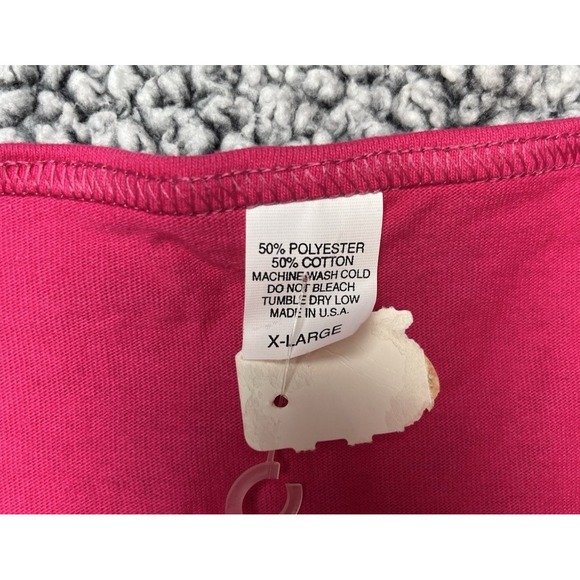 50% POLYESTER
50% COTTON
MACHINE WASH COLD
DO NOT BLEACH
TUMBLE DRY LOW
MADE IN U.S.A.
X-LARGE